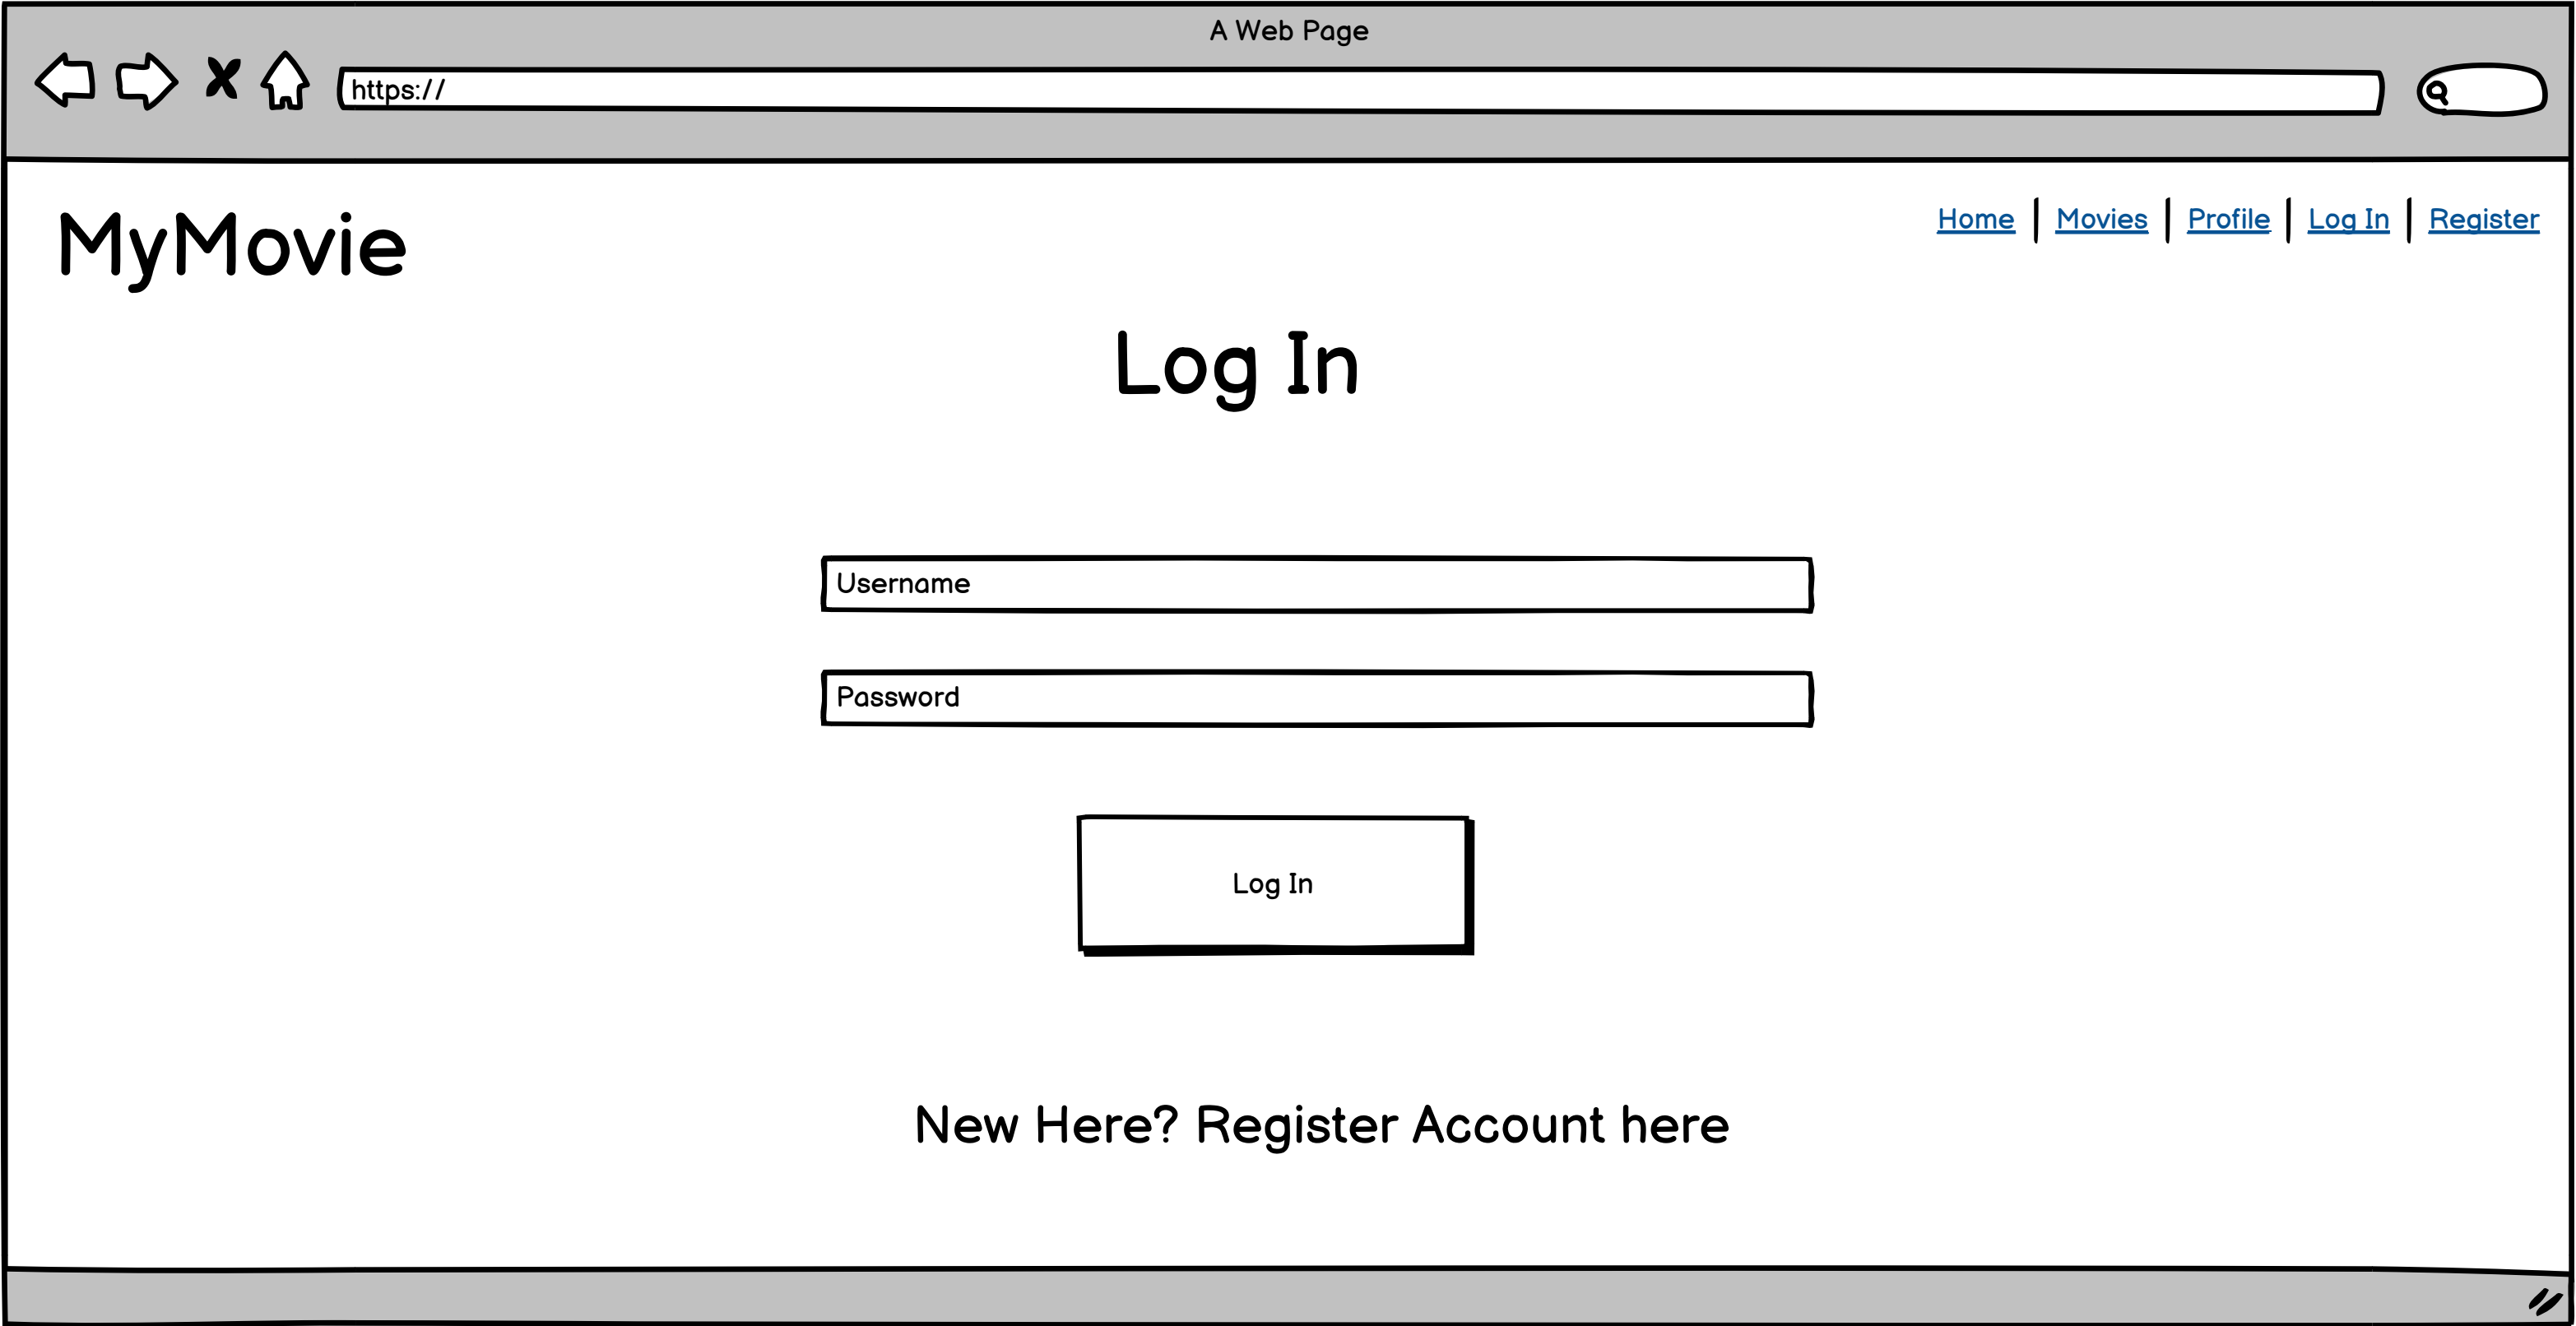 A Web Page
https://
MyMovie
Home | Movies | Profile | Log In | Register
Log In
Username
Password
Log In
New Here? Register Account here